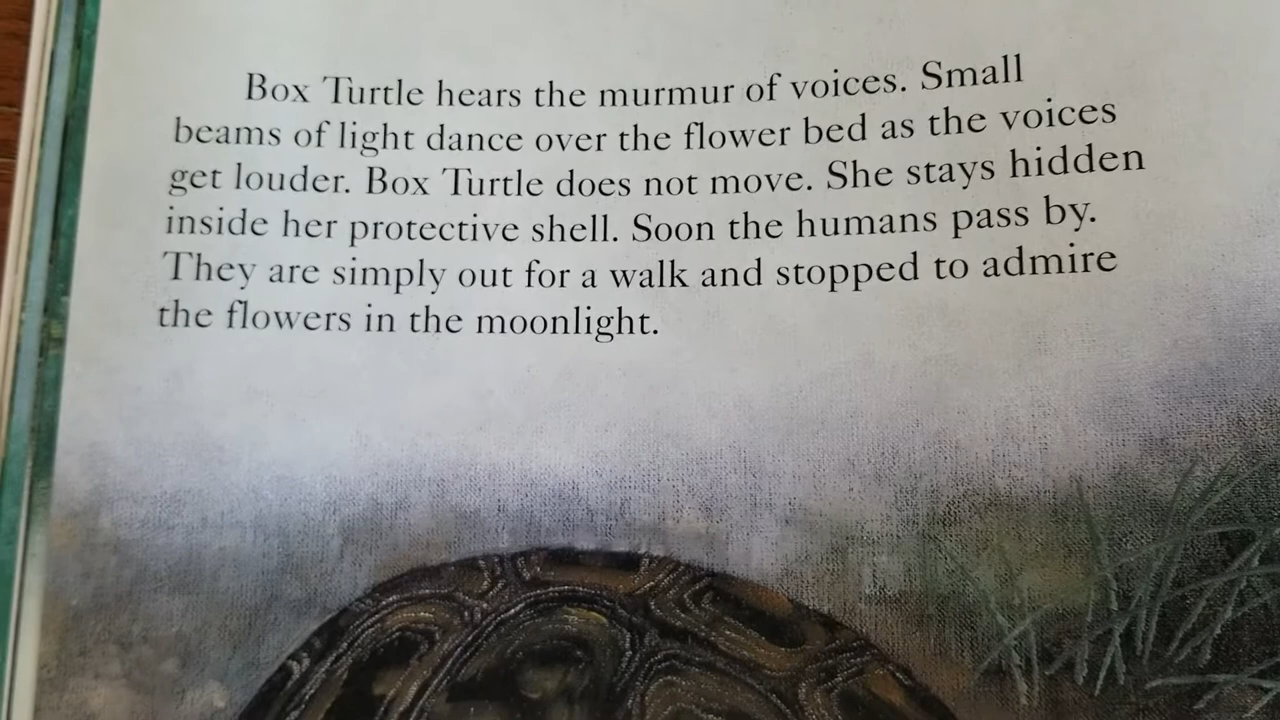 Box Turtle hears the murmur of voices. Small
beams of light dance over the flower bed as the voices
get louder. Box Turtle does not move. She stays hidden
inside her protective shell. Soon the humans pass by.
They are simply out for a walk and stopped to admire
the flowers in the moonlight.